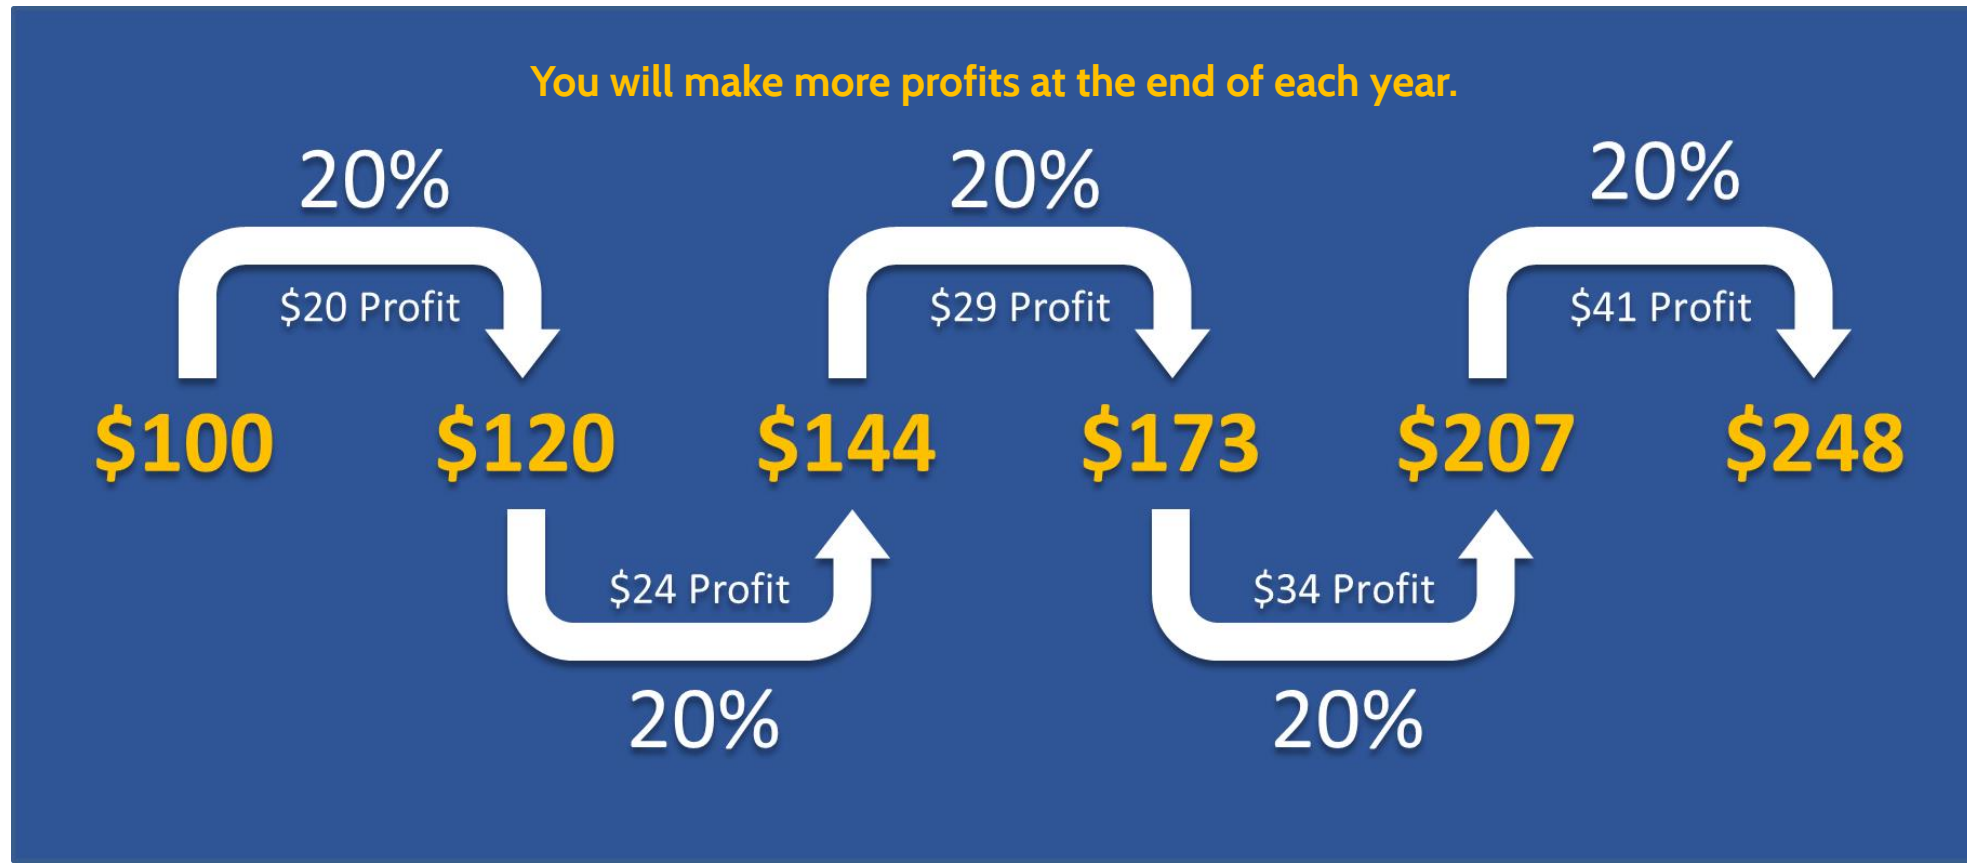 You will make more profits at the end of each year.
20% 20% 20%
$20 Profit $29 Profit $41 Profit
$100 $120 $144 $173 $207 $248
$24 Profit $34 Profit
20% 20%